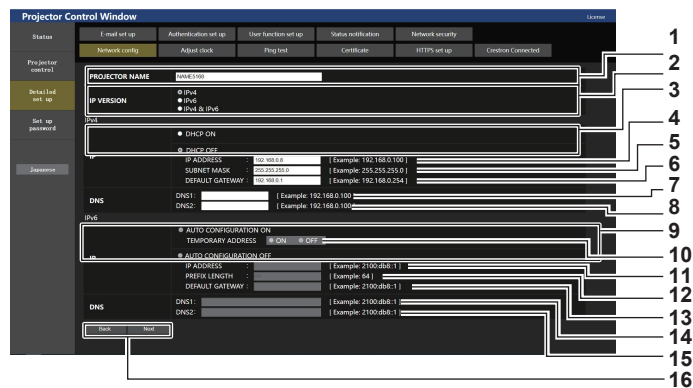 Projector Control Window
License
Status
E-mail set up
Authentication set up
User function set up
Status notification
Network security
Network config
Adjust clock
Ping test
Certificate
HTTPS set up
Crestron Connected
Projector control
Detailed set up
Set up password
Japanese
PROJECTOR NAME
NAME5168
IP VERSION
IPv4
IPv6
IPv4 & IPv6
IPv4
IP
DHCP ON
DHCP OFF
IP ADDRESS : 192.168.0.8 [ Example: 192.168.0.100 ]
SUBNET MASK : 255.255.255.0 [ Example: 255.255.255.0 ]
DEFAULT GATEWAY : 192.168.0.1 [ Example: 192.168.0.254 ]
DNS
DNS1: [ Example: 192.168.0.100 ]
DNS2: [ Example: 192.168.0.100 ]
IPv6
IP
AUTO CONFIGURATION ON
TEMPORARY ADDRESS ON OFF
AUTO CONFIGURATION OFF
IP ADDRESS : [ Example: 2100:db8::1 ]
PREFIX LENGTH : [ Example: 64 ]
DEFAULT GATEWAY : [ Example: 2100:db8::1 ]
DNS
DNS1: [ Example: 2100:db8::1 ]
DNS2: [ Example: 2100:db8::1 ]
Back
Next
1
2
3
4
5
6
7
8
9
10
11
12
13
14
15
16